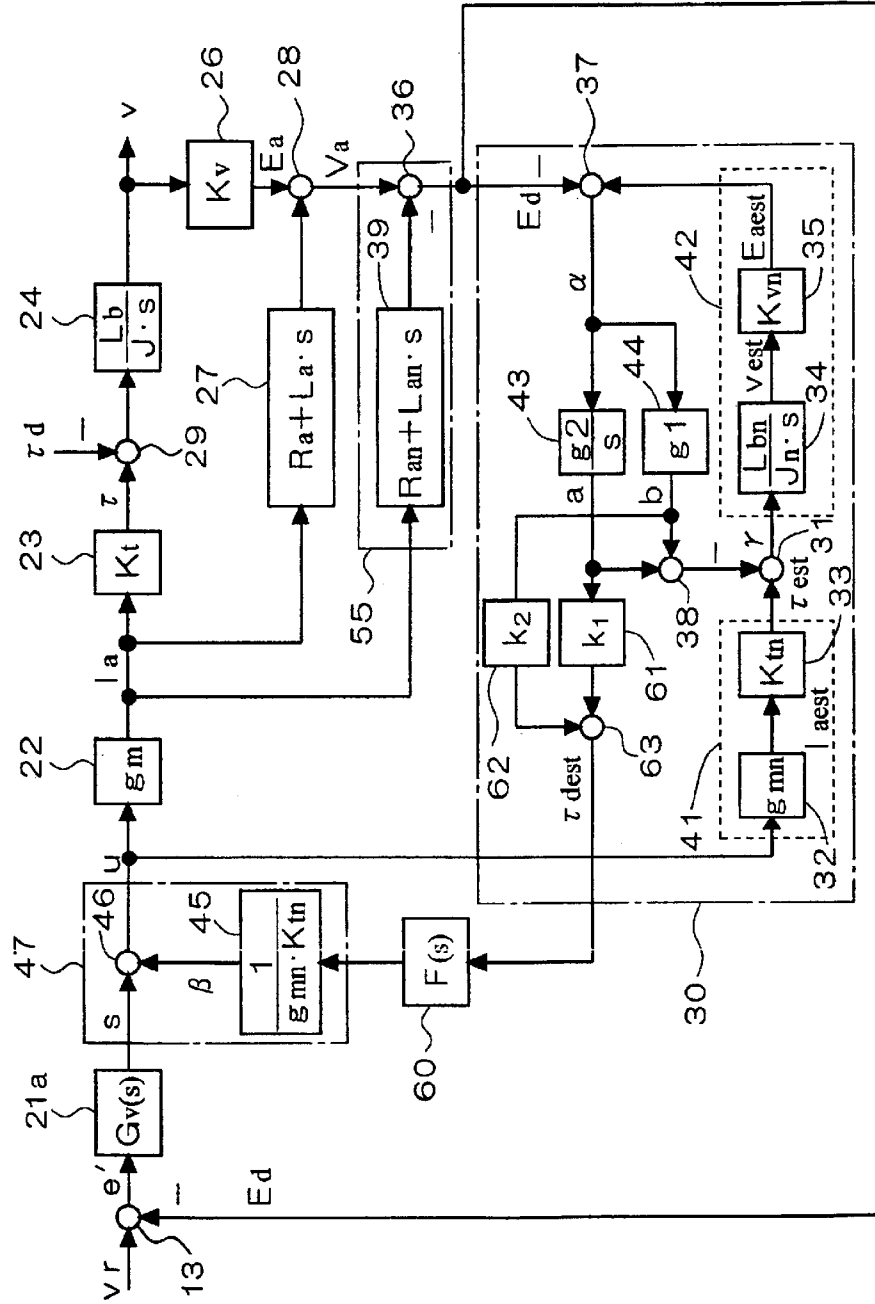 vr
13
e′
−
Ed
21a
Gv(s)
s
47
46
u
β
45
1
gmn·Ktn
60
F(s)
22
gm
Ia
23
Kt
τ
τd
−
29
24
Lb
J·s
v
26
Kv
Ea
28
Va
27
Ra+La·s
55
39
Ran+Lan·s
36
−
30
Ed
−
37
α
43
g2
s
44
g1
a
b
62
k2
k1
61
63
τdest
38
−
41
gmn
32
Iaest
Ktn
33
τest
γ
31
42
Lbn
Jn·s
34
vest
Kvn
35
Eaest